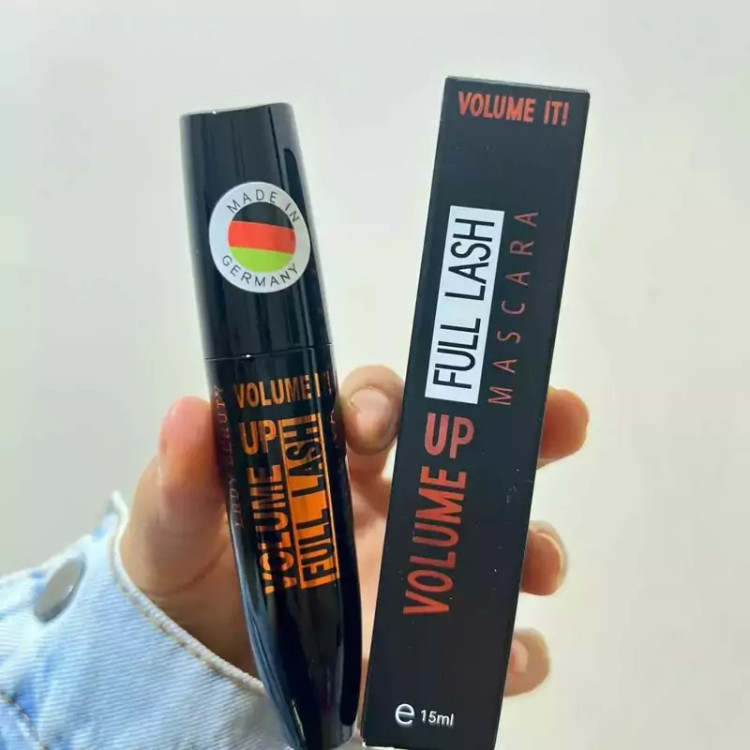 MADE IN
GERMANY
VOLUME IT!
VOLUME UP
FULL LASH
VOLUME IT!
VOLUME UP
FULL LASH
MASCARA
e 15ml